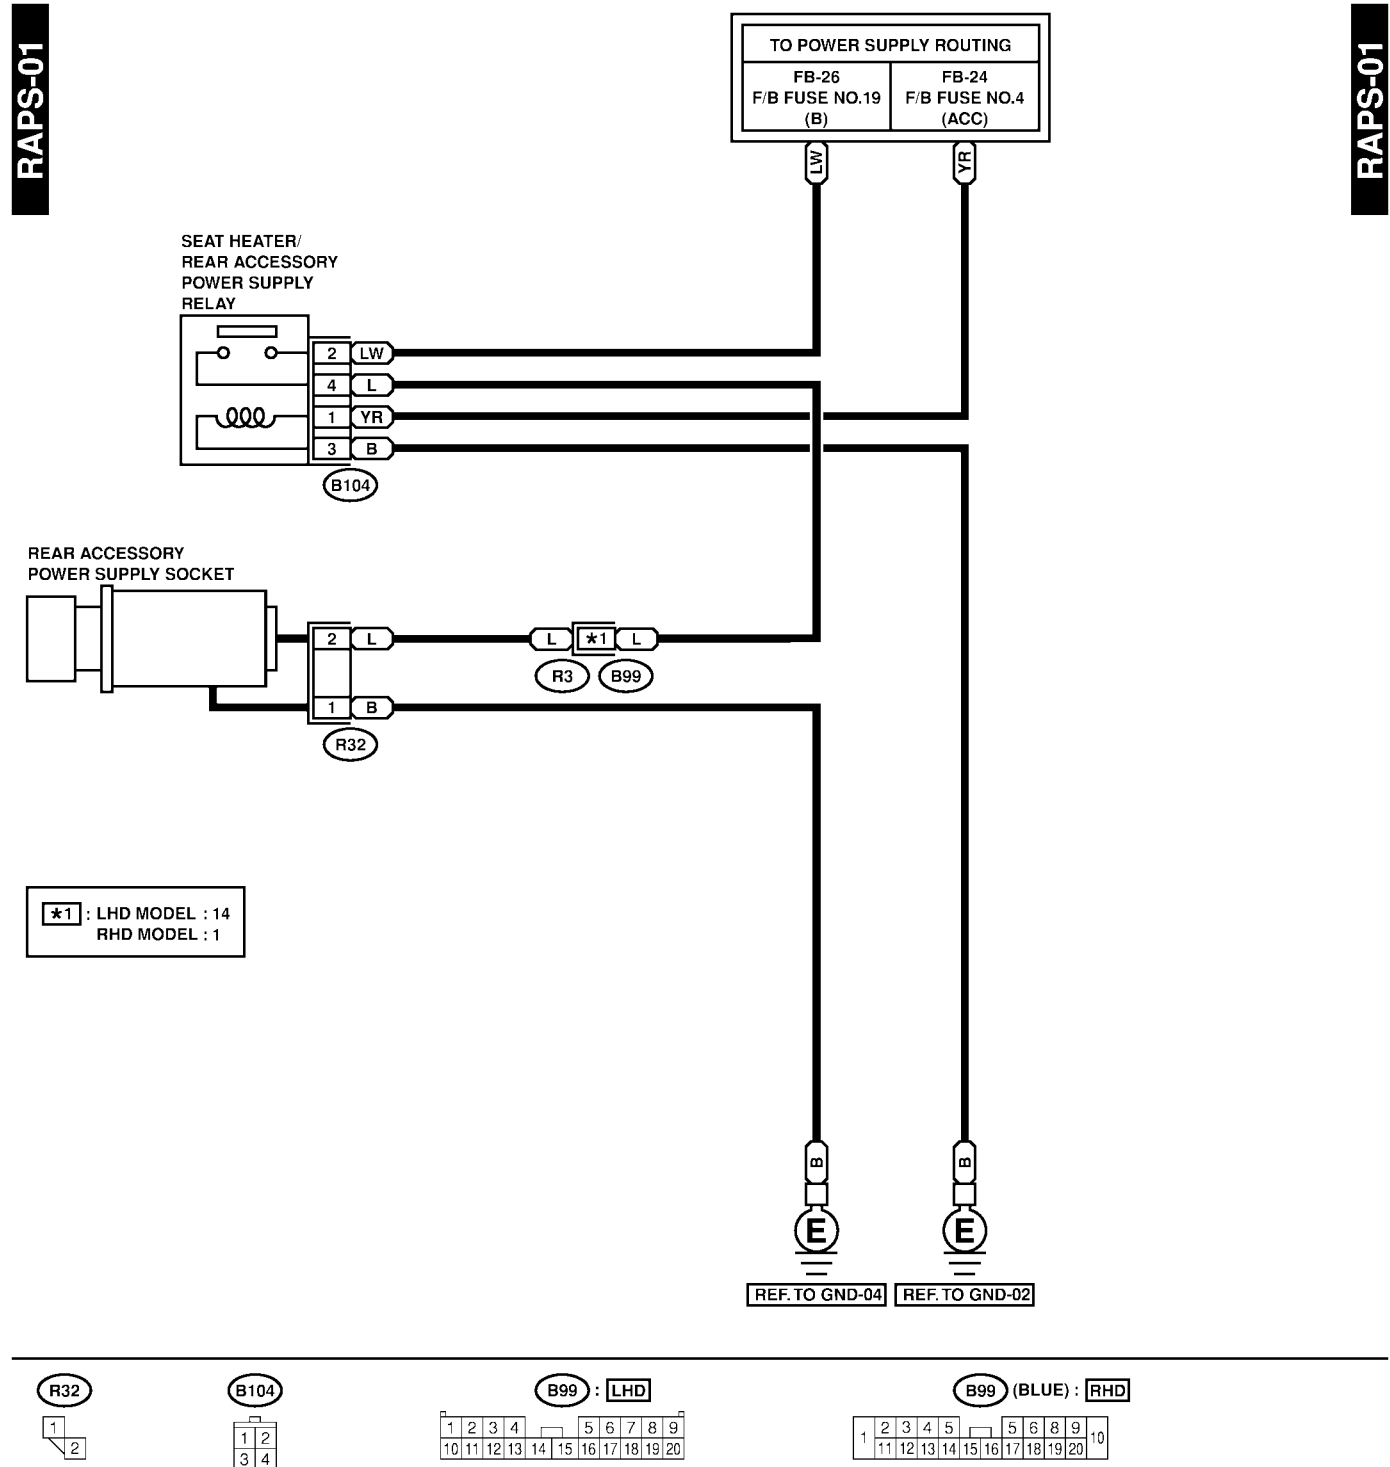 RAPS-01
RAPS-01
TO POWER SUPPLY ROUTING
FB-26
F/B FUSE NO.19
(B)
FB-24
F/B FUSE NO.4
(ACC)
LW
YR
SEAT HEATER/
REAR ACCESSORY
POWER SUPPLY
RELAY
2 LW
4 L
1 YR
3 B
B104
REAR ACCESSORY
POWER SUPPLY SOCKET
2 L
L *1 L
R3 B99
1 B
R32
*1 : LHD MODEL : 14
RHD MODEL : 1
B B
E E
REF. TO GND-04 REF. TO GND-02
R32
1
2
B104
1 2
3 4
B99 : LHD
1 2 3 4 5 6 7 8 9
10 11 12 13 14 15 16 17 18 19 20
B99 (BLUE) : RHD
1 2 3 4 5 5 6 8 9 10
11 12 13 14 15 16 17 18 19 20